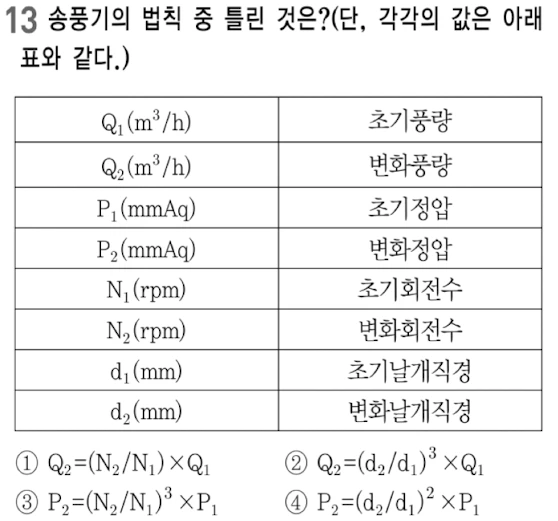 13 송풍기의 법칙 중 틀린 것은?(단, 각각의 값은 아래
표와 같다.)
Q₁(m³/h) 초기풍량
Q₂(m³/h) 변화풍량
P₁(mmAq) 초기정압
P₂(mmAq) 변화정압
N₁(rpm) 초기회전수
N₂(rpm) 변화회전수
d₁(mm) 초기날개직경
d₂(mm) 변화날개직경
① Q₂=(N₂/N₁)×Q₁ ② Q₂=(d₂/d₁)³×Q₁
③ P₂=(N₂/N₁)³×P₁ ④ P₂=(d₂/d₁)²×P₁